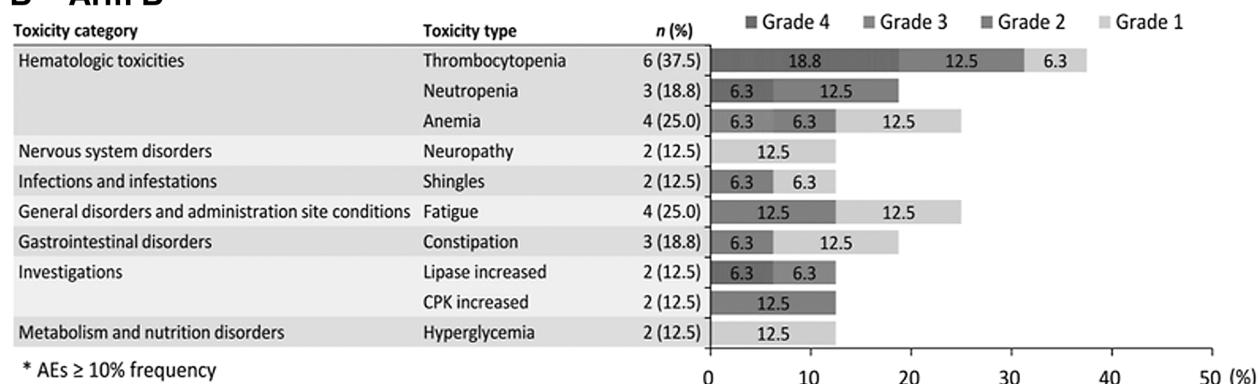 B Arm B
Grade 4 Grade 3 Grade 2 Grade 1
Toxicity category Toxicity type n (%)
Hematologic toxicities Thrombocytopenia 6 (37.5) 18.8 12.5 6.3
Neutropenia 3 (18.8) 6.3 12.5
Anemia 4 (25.0) 6.3 6.3 12.5
Nervous system disorders Neuropathy 2 (12.5) 12.5
Infections and infestations Shingles 2 (12.5) 6.3 6.3
General disorders and administration site conditions Fatigue 4 (25.0) 12.5 12.5
Gastrointestinal disorders Constipation 3 (18.8) 6.3 12.5
Investigations Lipase increased 2 (12.5) 6.3 6.3
CPK increased 2 (12.5) 12.5
Metabolism and nutrition disorders Hyperglycemia 2 (12.5) 12.5
* AEs ≥ 10% frequency
0 10 20 30 40 50 (%)